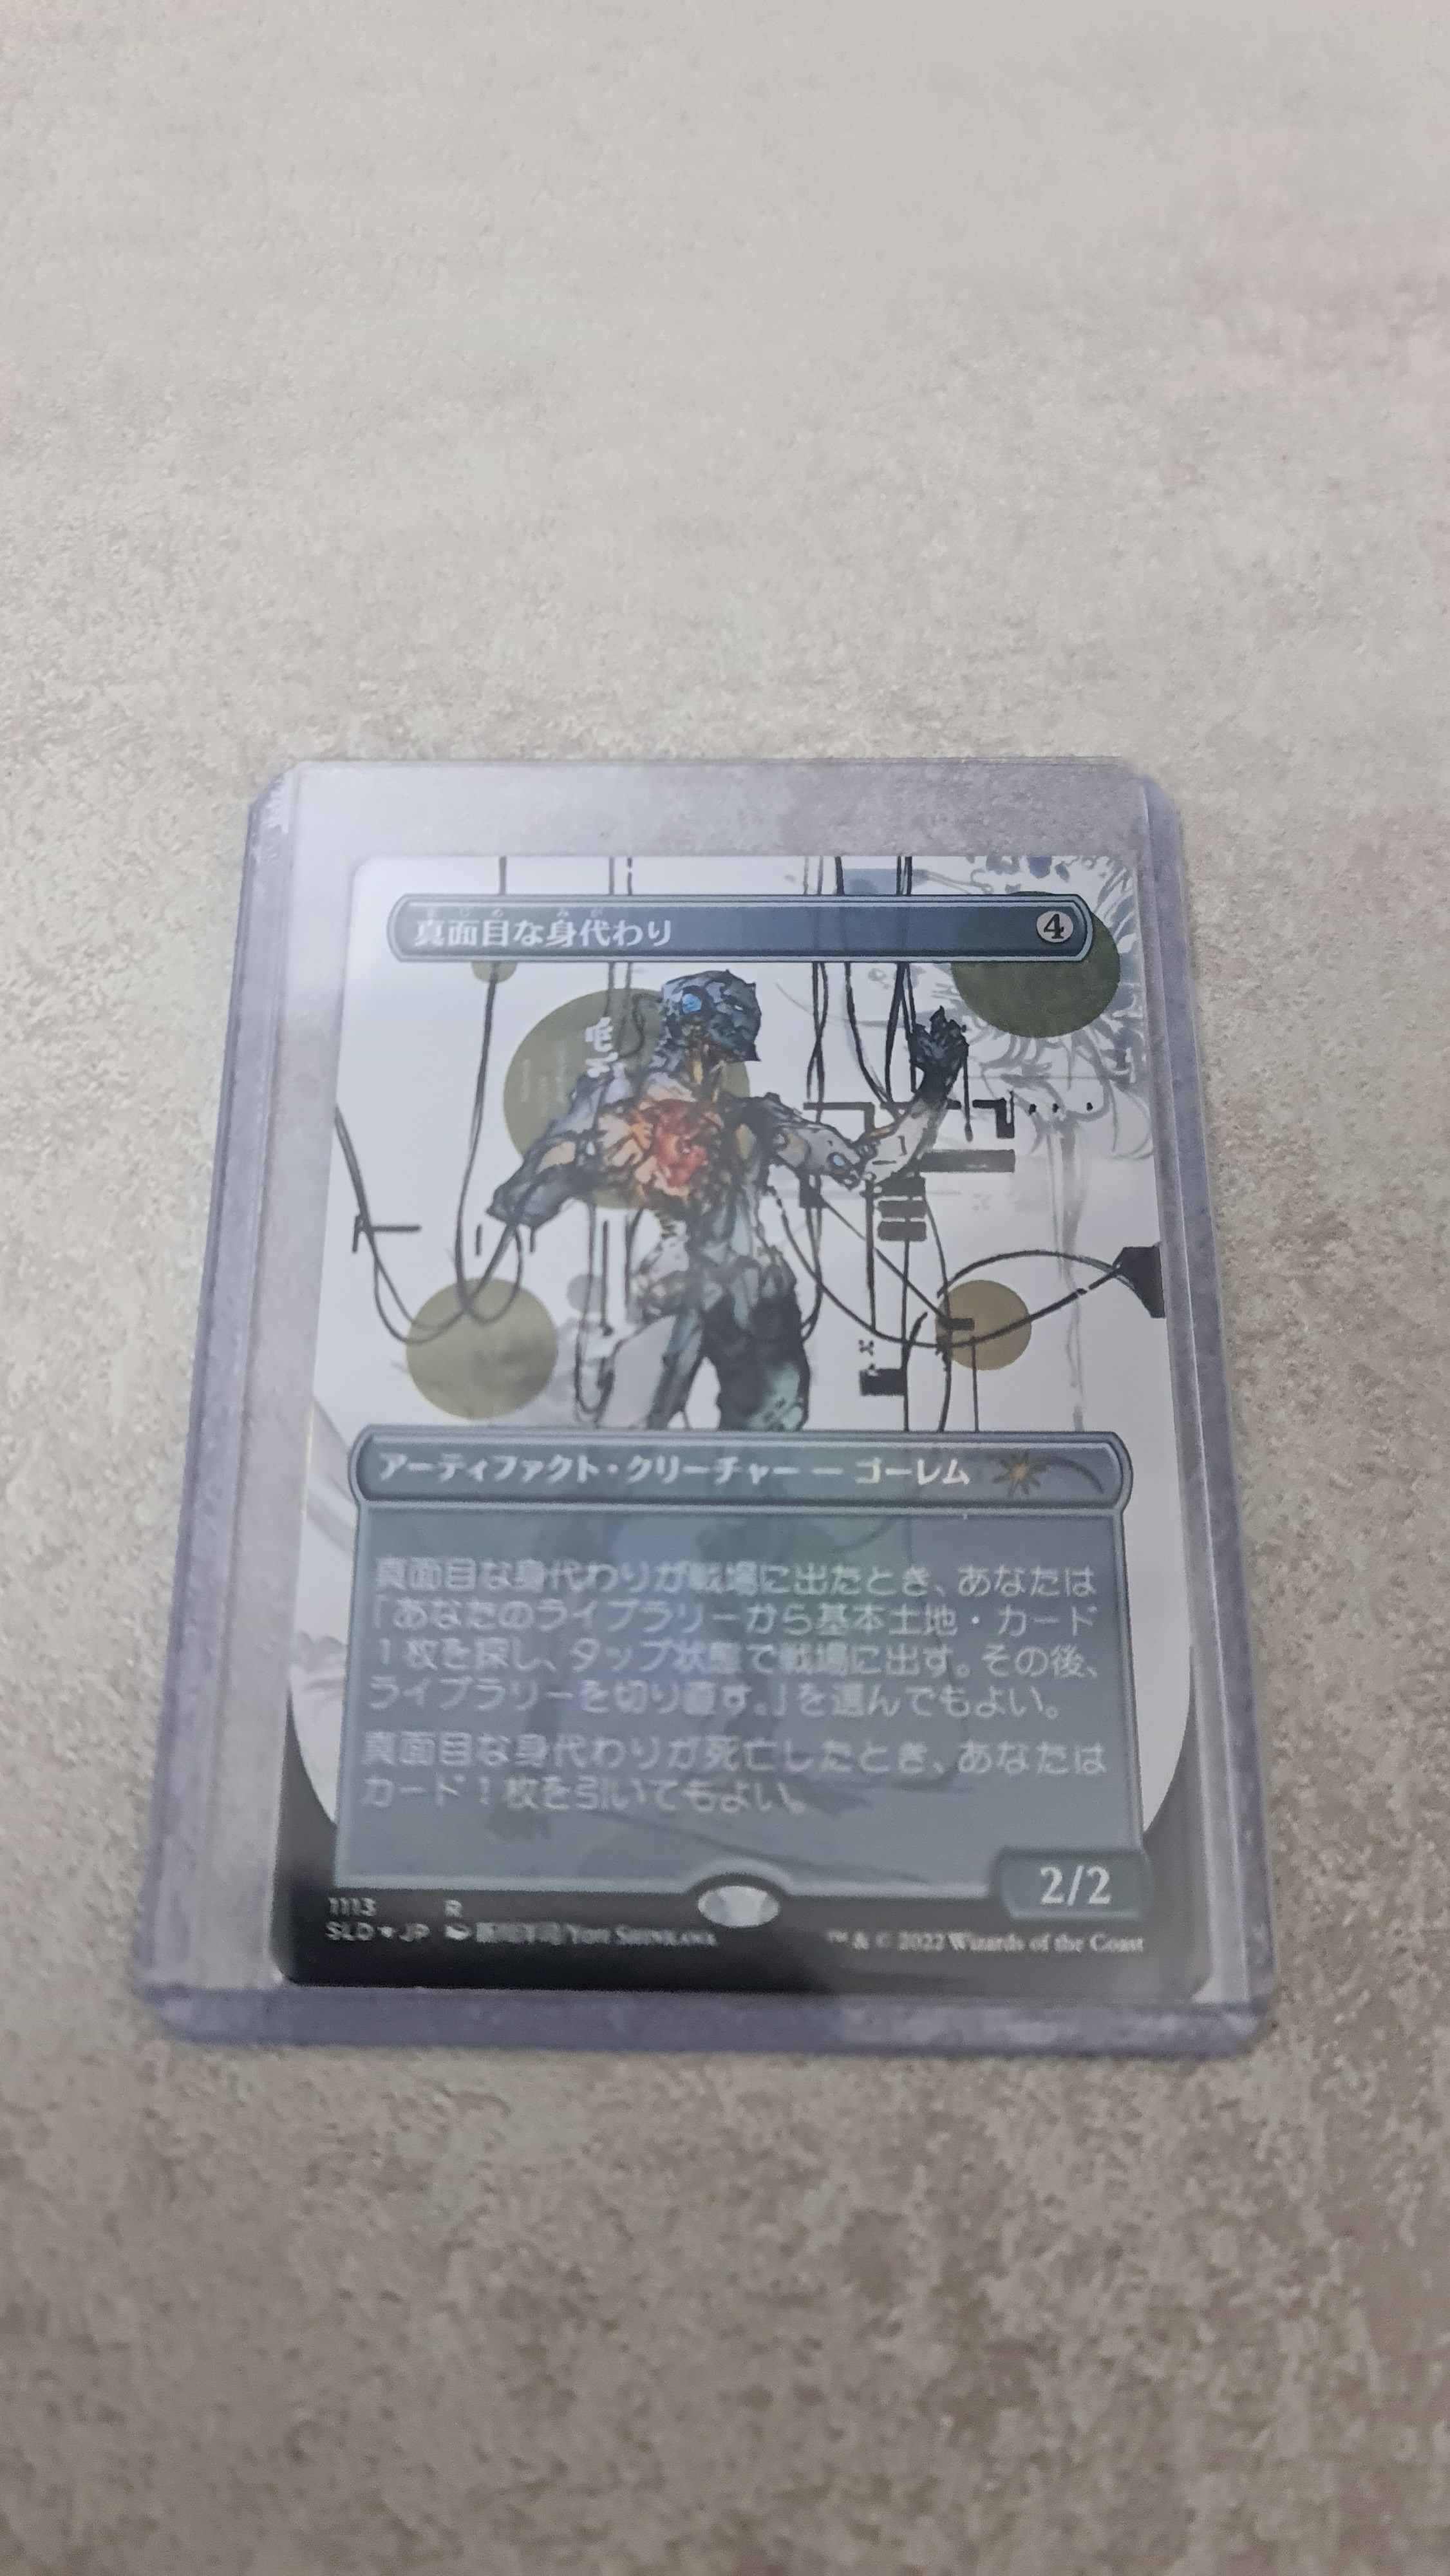 真面目な身代わり
4
アーティファクト・クリーチャー — ゴーレム
真面目な身代わりが戦場に出たとき、あなたは
「あなたのライブラリーから基本土地・カード
1枚を探し、タップ状態で戦場に出す。その後、
ライブラリーを切り直す。」を選んでもよい。
真面目な身代わりが死亡したとき、あなたは
カード1枚を引いてもよい。
2/2
1113 R
SLD★JP 新川洋司/Yoji Shinkawa
™ & © 2022 Wizards of the Coast